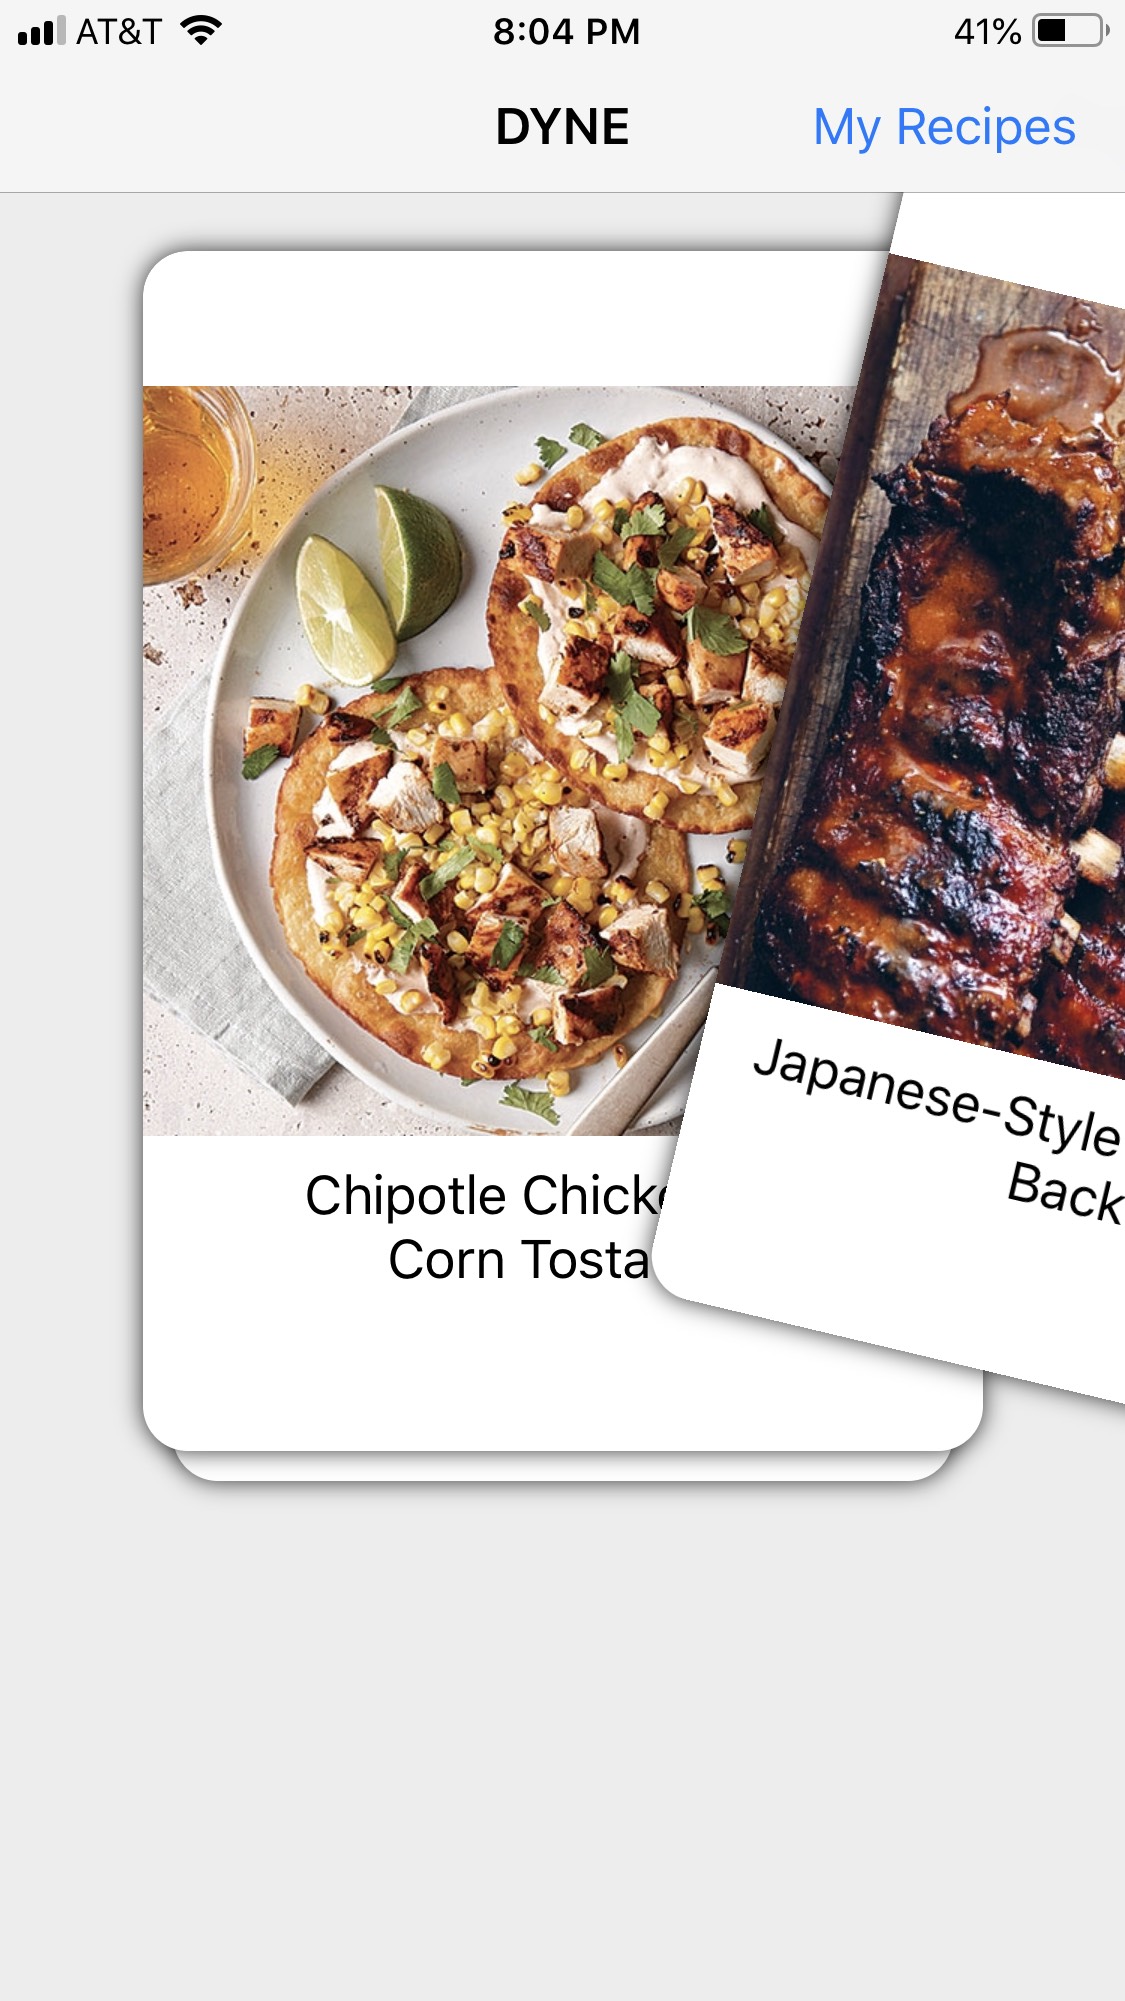 AT&T 8:04 PM 41%
DYNE My Recipes
Chipotle Chick
Corn Tosta
Japanese-Style
Back